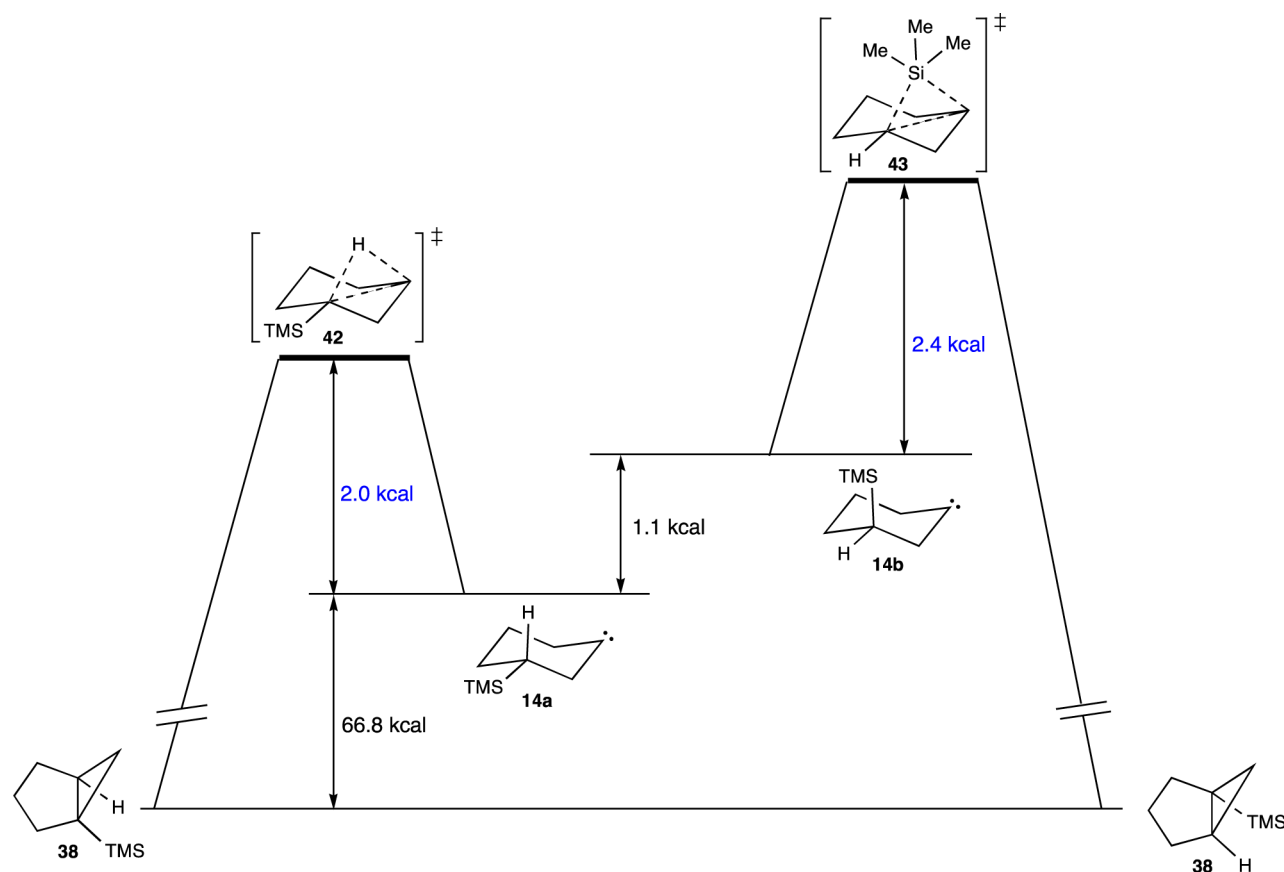 Me
Me
Me
Si
‡
H
43
H
‡
TMS
42
2.4 kcal
2.0 kcal
TMS
1.1 kcal
H
14b
H
TMS
14a
66.8 kcal
H
TMS
38
TMS
H
38